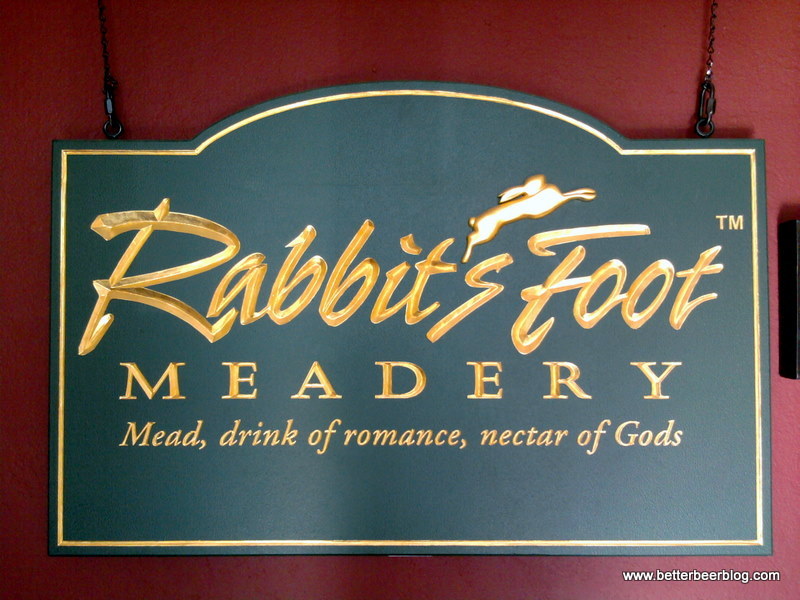 Rabbit's Foot TM
MEADERY
Mead, drink of romance, nectar of Gods
www.betterbeerblog.com